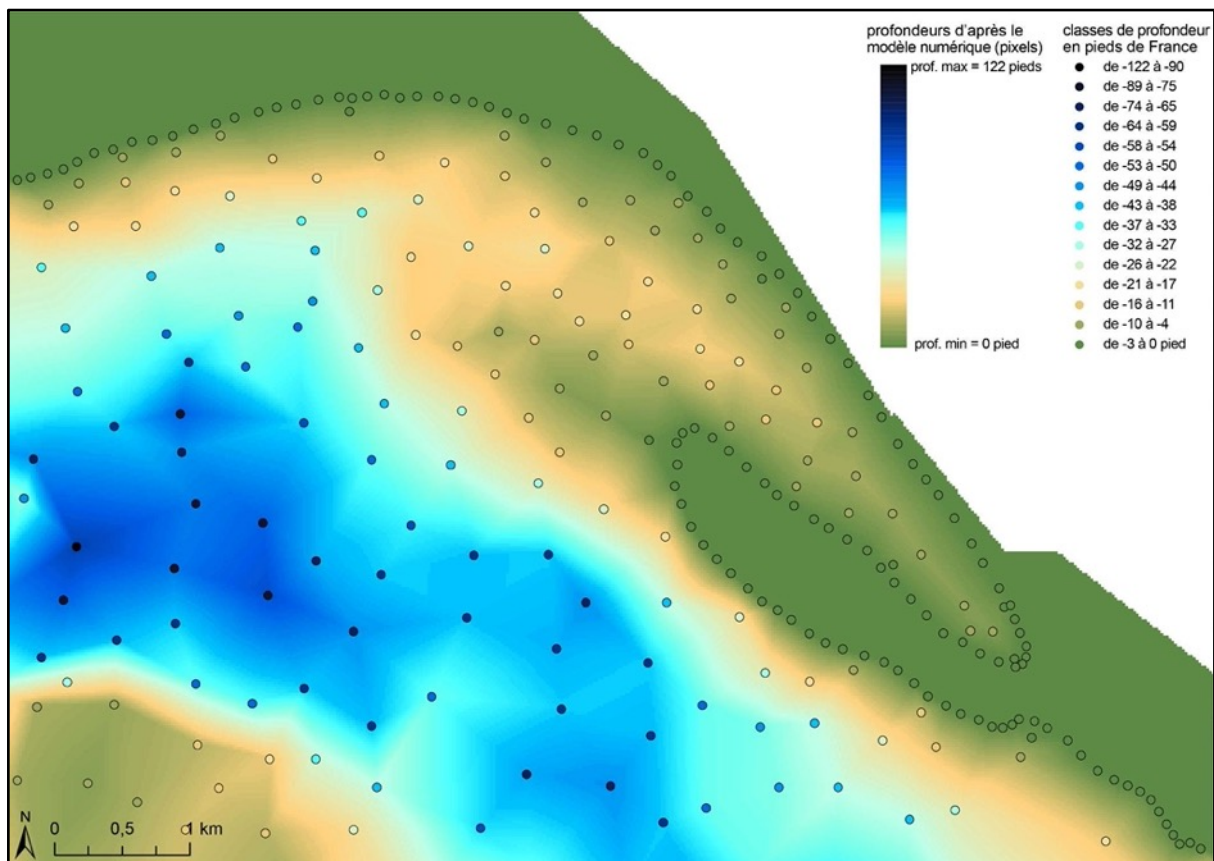 profondeurs d'après le
modèle numérique (pixels)
prof. max = 122 pieds
prof. min = 0 pied
classes de profondeur
en pieds de France
de -122 à -90
de -89 à -75
de -74 à -65
de -64 à -59
de -58 à -54
de -53 à -50
de -49 à -44
de -43 à -38
de -37 à -33
de -32 à -27
de -26 à -22
de -21 à -17
de -16 à -11
de -10 à -4
de -3 à 0 pied
N
0 0,5 1 km